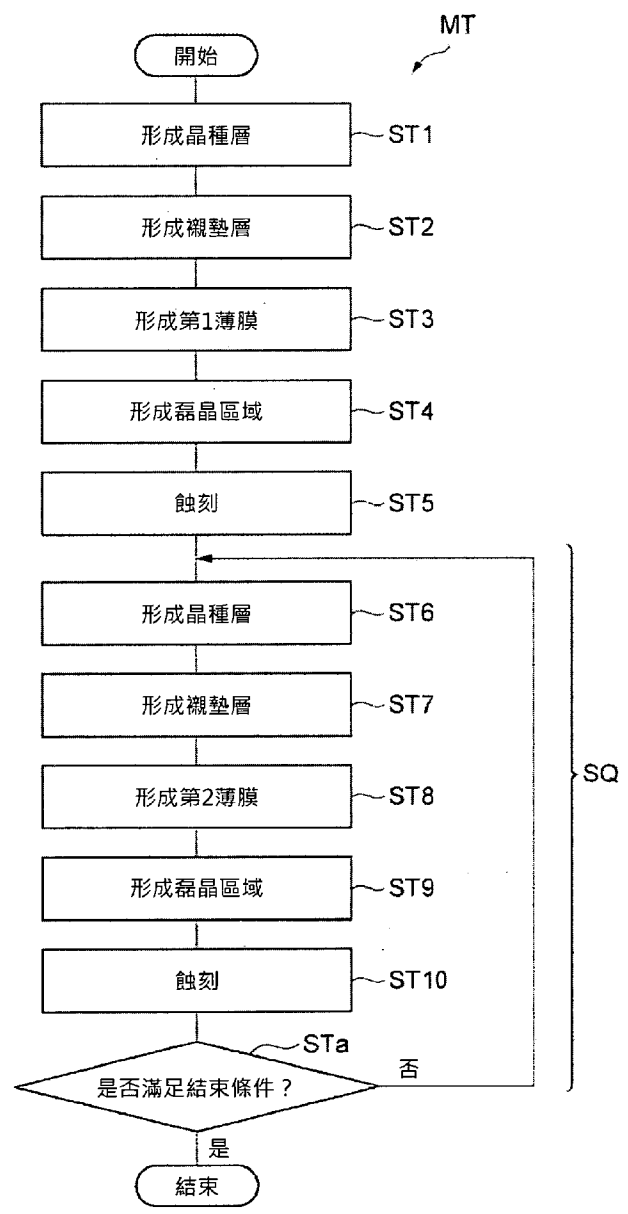 MT
開始
形成晶種層
ST1
形成襯墊層
ST2
形成第1薄膜
ST3
形成磊晶區域
ST4
蝕刻
ST5
形成晶種層
ST6
形成襯墊層
ST7
形成第2薄膜
ST8
形成磊晶區域
ST9
蝕刻
ST10
SQ
STa
是否滿足結束條件?
否
是
結束